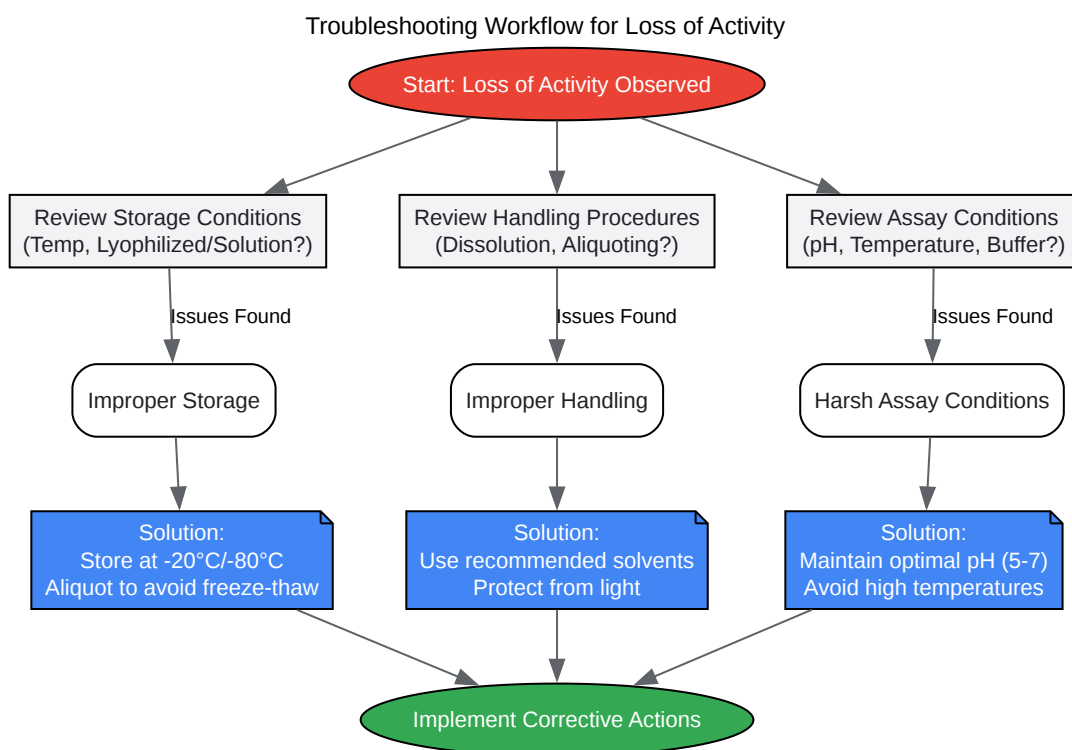 Troubleshooting Workflow for Loss of Activity
Start: Loss of Activity Observed
Review Storage Conditions
(Temp, Lyophilized/Solution?)
Review Handling Procedures
(Dissolution, Aliquoting?)
Review Assay Conditions
(pH, Temperature, Buffer?)
Issues Found
Issues Found
Issues Found
Improper Storage
Improper Handling
Harsh Assay Conditions
Solution:
Store at -20°C/-80°C
Aliquot to avoid freeze-thaw
Solution:
Use recommended solvents
Protect from light
Solution:
Maintain optimal pH (5-7)
Avoid high temperatures
Implement Corrective Actions